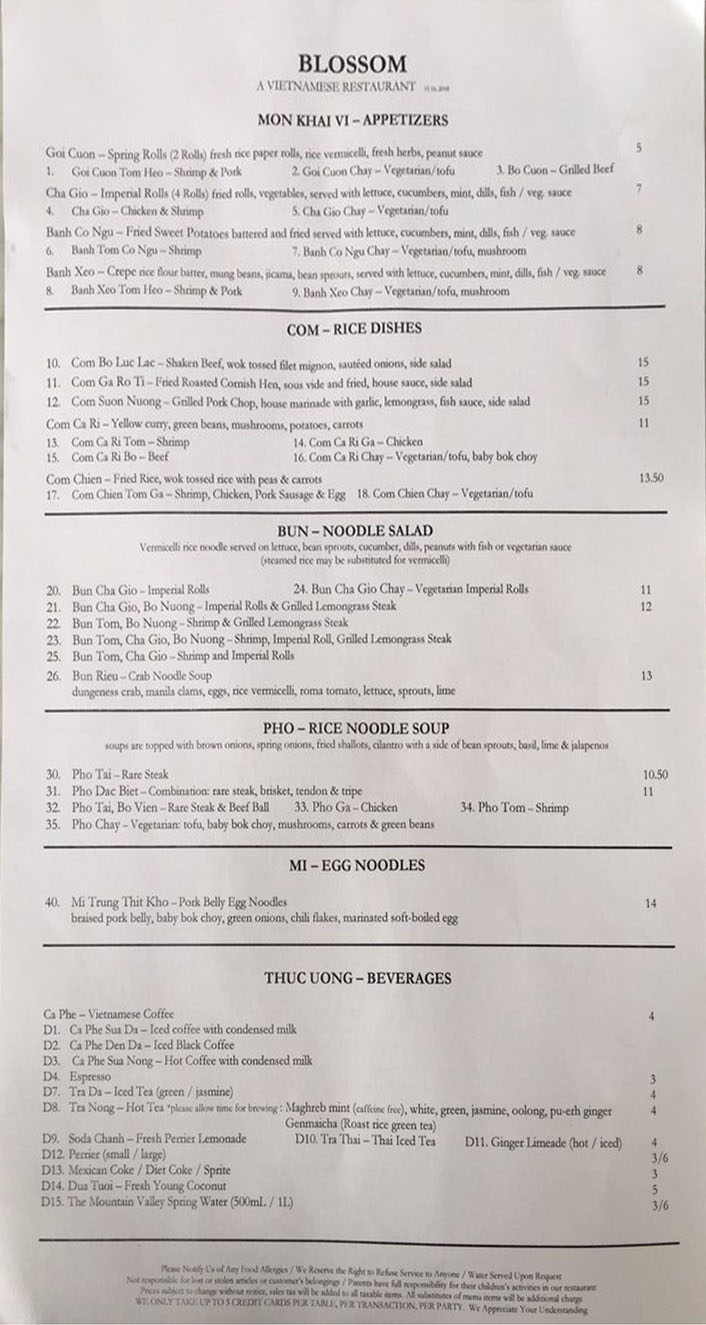 BLOSSOM
A VIETNAMESE RESTAURANT
MON KHAI VI – APPETIZERS
Goi Cuon – Spring Rolls (2 Rolls) fresh rice paper rolls, rice vermicelli, fresh herbs, peanut sauce 5
1. Goi Cuon Tom Heo – Shrimp & Pork 2. Goi Cuon Chay – Vegetarian/tofu 3. Bo Cuon – Grilled Beef
Cha Gio – Imperial Rolls (4 Rolls) fried rolls, vegetables, served with lettuce, cucumbers, mint, dills, fish / veg. sauce 7
4. Cha Gio – Chicken & Shrimp 5. Cha Gio Chay – Vegetarian/tofu
Banh Co Ngu – Fried Sweet Potatoes battered and fried served with lettuce, cucumbers, mint, dills, fish / veg. sauce 8
6. Banh Tom Co Ngu – Shrimp 7. Banh Co Ngu Chay – Vegetarian/tofu, mushroom
Banh Xeo – Crepe rice flour batter, mung beans, jicama, bean sprouts, served with lettuce, cucumbers, mint, dills, fish / veg. sauce 8
8. Banh Xeo Tom Heo – Shrimp & Pork 9. Banh Xeo Chay – Vegetarian/tofu, mushroom
COM – RICE DISHES
10. Com Bo Luc Lac – Shaken Beef, wok tossed filet mignon, sautéed onions, side salad 15
11. Com Ga Ro Ti – Fried Roasted Cornish Hen, sous vide and fried, house sauce, side salad 15
12. Com Suon Nuong – Grilled Pork Chop, house marinade with garlic, lemongrass, fish sauce, side salad 15
Com Ca Ri – Yellow curry, green beans, mushrooms, potatoes, carrots 11
13. Com Ca Ri Tom – Shrimp 14. Com Ca Ri Ga – Chicken
15. Com Ca Ri Bo – Beef 16. Com Ca Ri Chay – Vegetarian/tofu, baby bok choy
Com Chien – Fried Rice, wok tossed rice with peas & carrots 13.50
17. Com Chien Tom Ga – Shrimp, Chicken, Pork Sausage & Egg 18. Com Chien Chay – Vegetarian/tofu
BUN – NOODLE SALAD
Vermicelli rice noodle served on lettuce, bean sprouts, cucumber, dills, peanuts with fish or vegetarian sauce
(steamed rice may be substituted for vermicelli)
20. Bun Cha Gio – Imperial Rolls 24. Bun Cha Gio Chay – Vegetarian Imperial Rolls 11
21. Bun Cha Gio, Bo Nuong – Imperial Rolls & Grilled Lemongrass Steak 12
22. Bun Tom, Bo Nuong – Shrimp & Grilled Lemongrass Steak
23. Bun Tom, Cha Gio, Bo Nuong – Shrimp, Imperial Roll, Grilled Lemongrass Steak
25. Bun Tom, Cha Gio – Shrimp and Imperial Rolls
26. Bun Rieu – Crab Noodle Soup 13
dungeness crab, manila clams, eggs, rice vermicelli, roma tomato, lettuce, sprouts, lime
PHO – RICE NOODLE SOUP
soups are topped with brown onions, spring onions, fried shallots, cilantro with a side of bean sprouts, basil, lime & jalapenos
30. Pho Tai – Rare Steak 10.50
31. Pho Dac Biet – Combination: rare steak, brisket, tendon & tripe 11
32. Pho Tai, Bo Vien – Rare Steak & Beef Ball 33. Pho Ga – Chicken 34. Pho Tom – Shrimp
35. Pho Chay – Vegetarian: tofu, baby bok choy, mushrooms, carrots & green beans
MI – EGG NOODLES
40. Mi Trung Thit Kho – Pork Belly Egg Noodles 14
braised pork belly, baby bok choy, green onions, chili flakes, marinated soft-boiled egg
THUC UONG – BEVERAGES
Ca Phe – Vietnamese Coffee 4
D1. Ca Phe Sua Da – Iced coffee with condensed milk
D2. Ca Phe Den Da – Iced Black Coffee
D3. Ca Phe Sua Nong – Hot Coffee with condensed milk
D4. Espresso 3
D7. Tra Da – Iced Tea (green / jasmine) 4
D8. Tra Nong – Hot Tea *please allow time for brewing : Maghreb mint (caffeine free), white, green, jasmine, oolong, pu-erh ginger 4
Genmaicha (Roast rice green tea)
D9. Soda Chanh – Fresh Perrier Lemonade D10. Tra Thai – Thai Iced Tea D11. Ginger Limeade (hot / iced) 4
D12. Perrier (small / large) 3/6
D13. Mexican Coke / Diet Coke / Sprite 3
D14. Dua Tuoi – Fresh Young Coconut 5
D15. The Mountain Valley Spring Water (500mL / 1L) 3/6
Please Notify Us of Any Food Allergies / We Reserve the Right to Refuse Service to Anyone / Water Served Upon Request
Not responsible for lost or stolen articles or customer's belongings / Parents have full responsibility for their children's activities in our restaurant
Prices subject to change without notice, sales tax will be added to all taxable items. All substitutes of menu items will be additional charge
WE ONLY TAKE UP TO 3 CREDIT CARDS PER TABLE, PER TRANSACTION, PER PARTY. We Appreciate Your Understanding